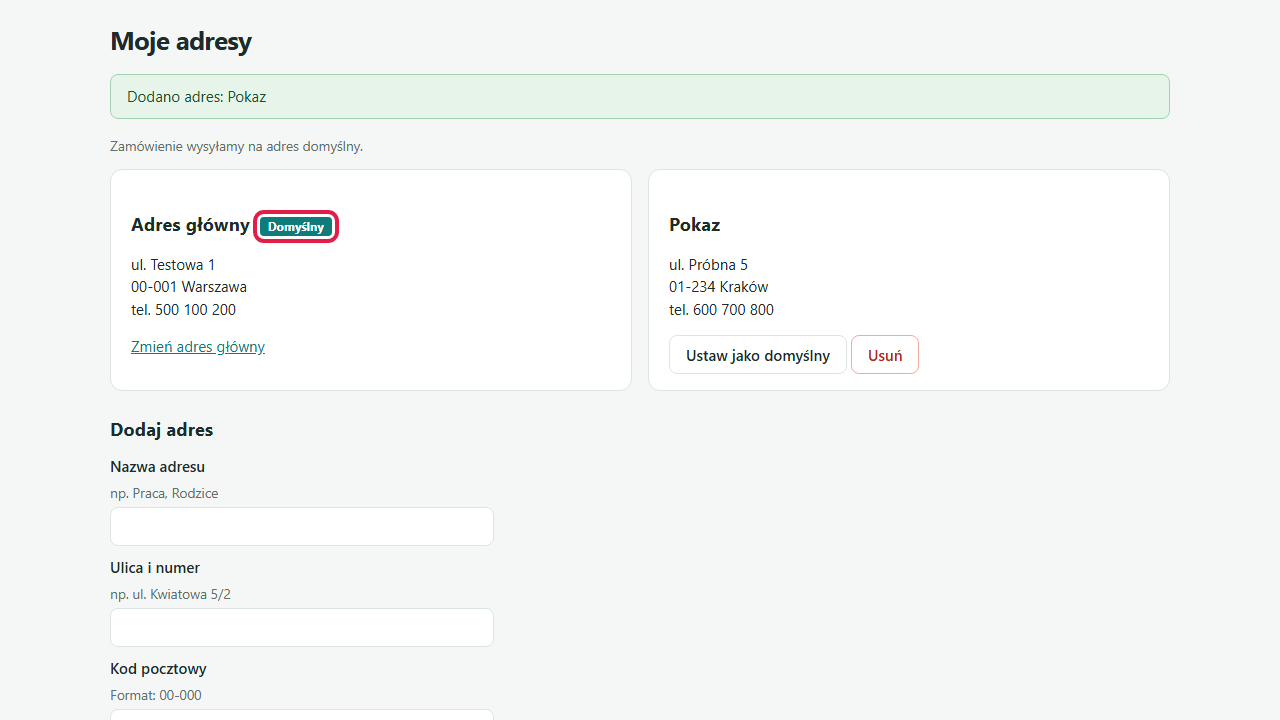 Moje adresy
Dodano adres: Pokaz
Zamówienie wysyłamy na adres domyślny.
Adres główny Domyślny
ul. Testowa 1
00-001 Warszawa
tel. 500 100 200
Zmień adres główny
Pokaz
ul. Próbna 5
01-234 Kraków
tel. 600 700 800
Ustaw jako domyślny Usuń
Dodaj adres
Nazwa adresu
np. Praca, Rodzice
Ulica i numer
np. ul. Kwiatowa 5/2
Kod pocztowy
Format: 00-000